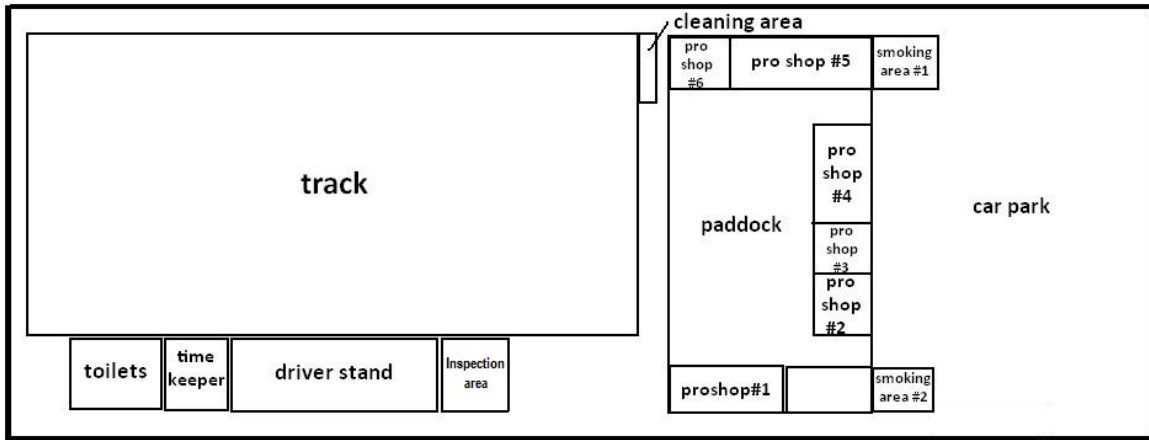 cleaning area
pro
shop
#6
pro shop #5
smoking
area #1
track
pro
shop
#4
paddock
pro
shop
#3
car park
pro
shop
#2
toilets
time
keeper
driver stand
Inspection
area
proshop#1
smoking
area #2